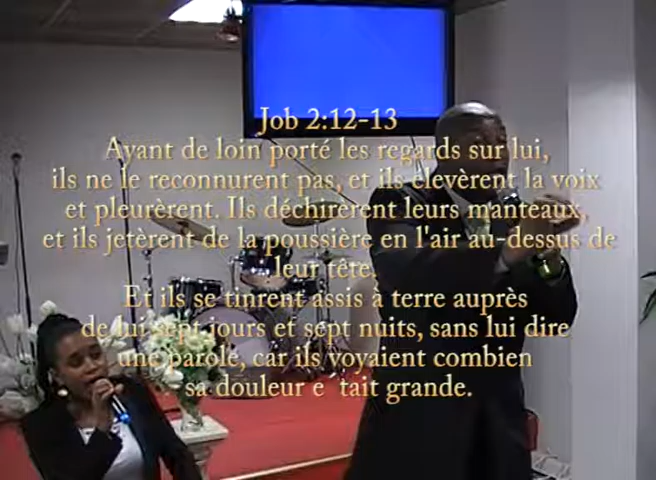 Job 2:12-13
Ayant de loin porté les regards sur lui,
ils ne le reconnurent pas, et ils élevèrent la voix
et pleurèrent. Ils déchirèrent leurs manteaux,
et ils jetèrent de la poussière en l'air au-dessus de
leur tête.
Et ils se tinrent assis à terre auprès
de lui sept jours et sept nuits, sans lui dire
une parole, car ils voyaient combien
sa douleur e tait grande.